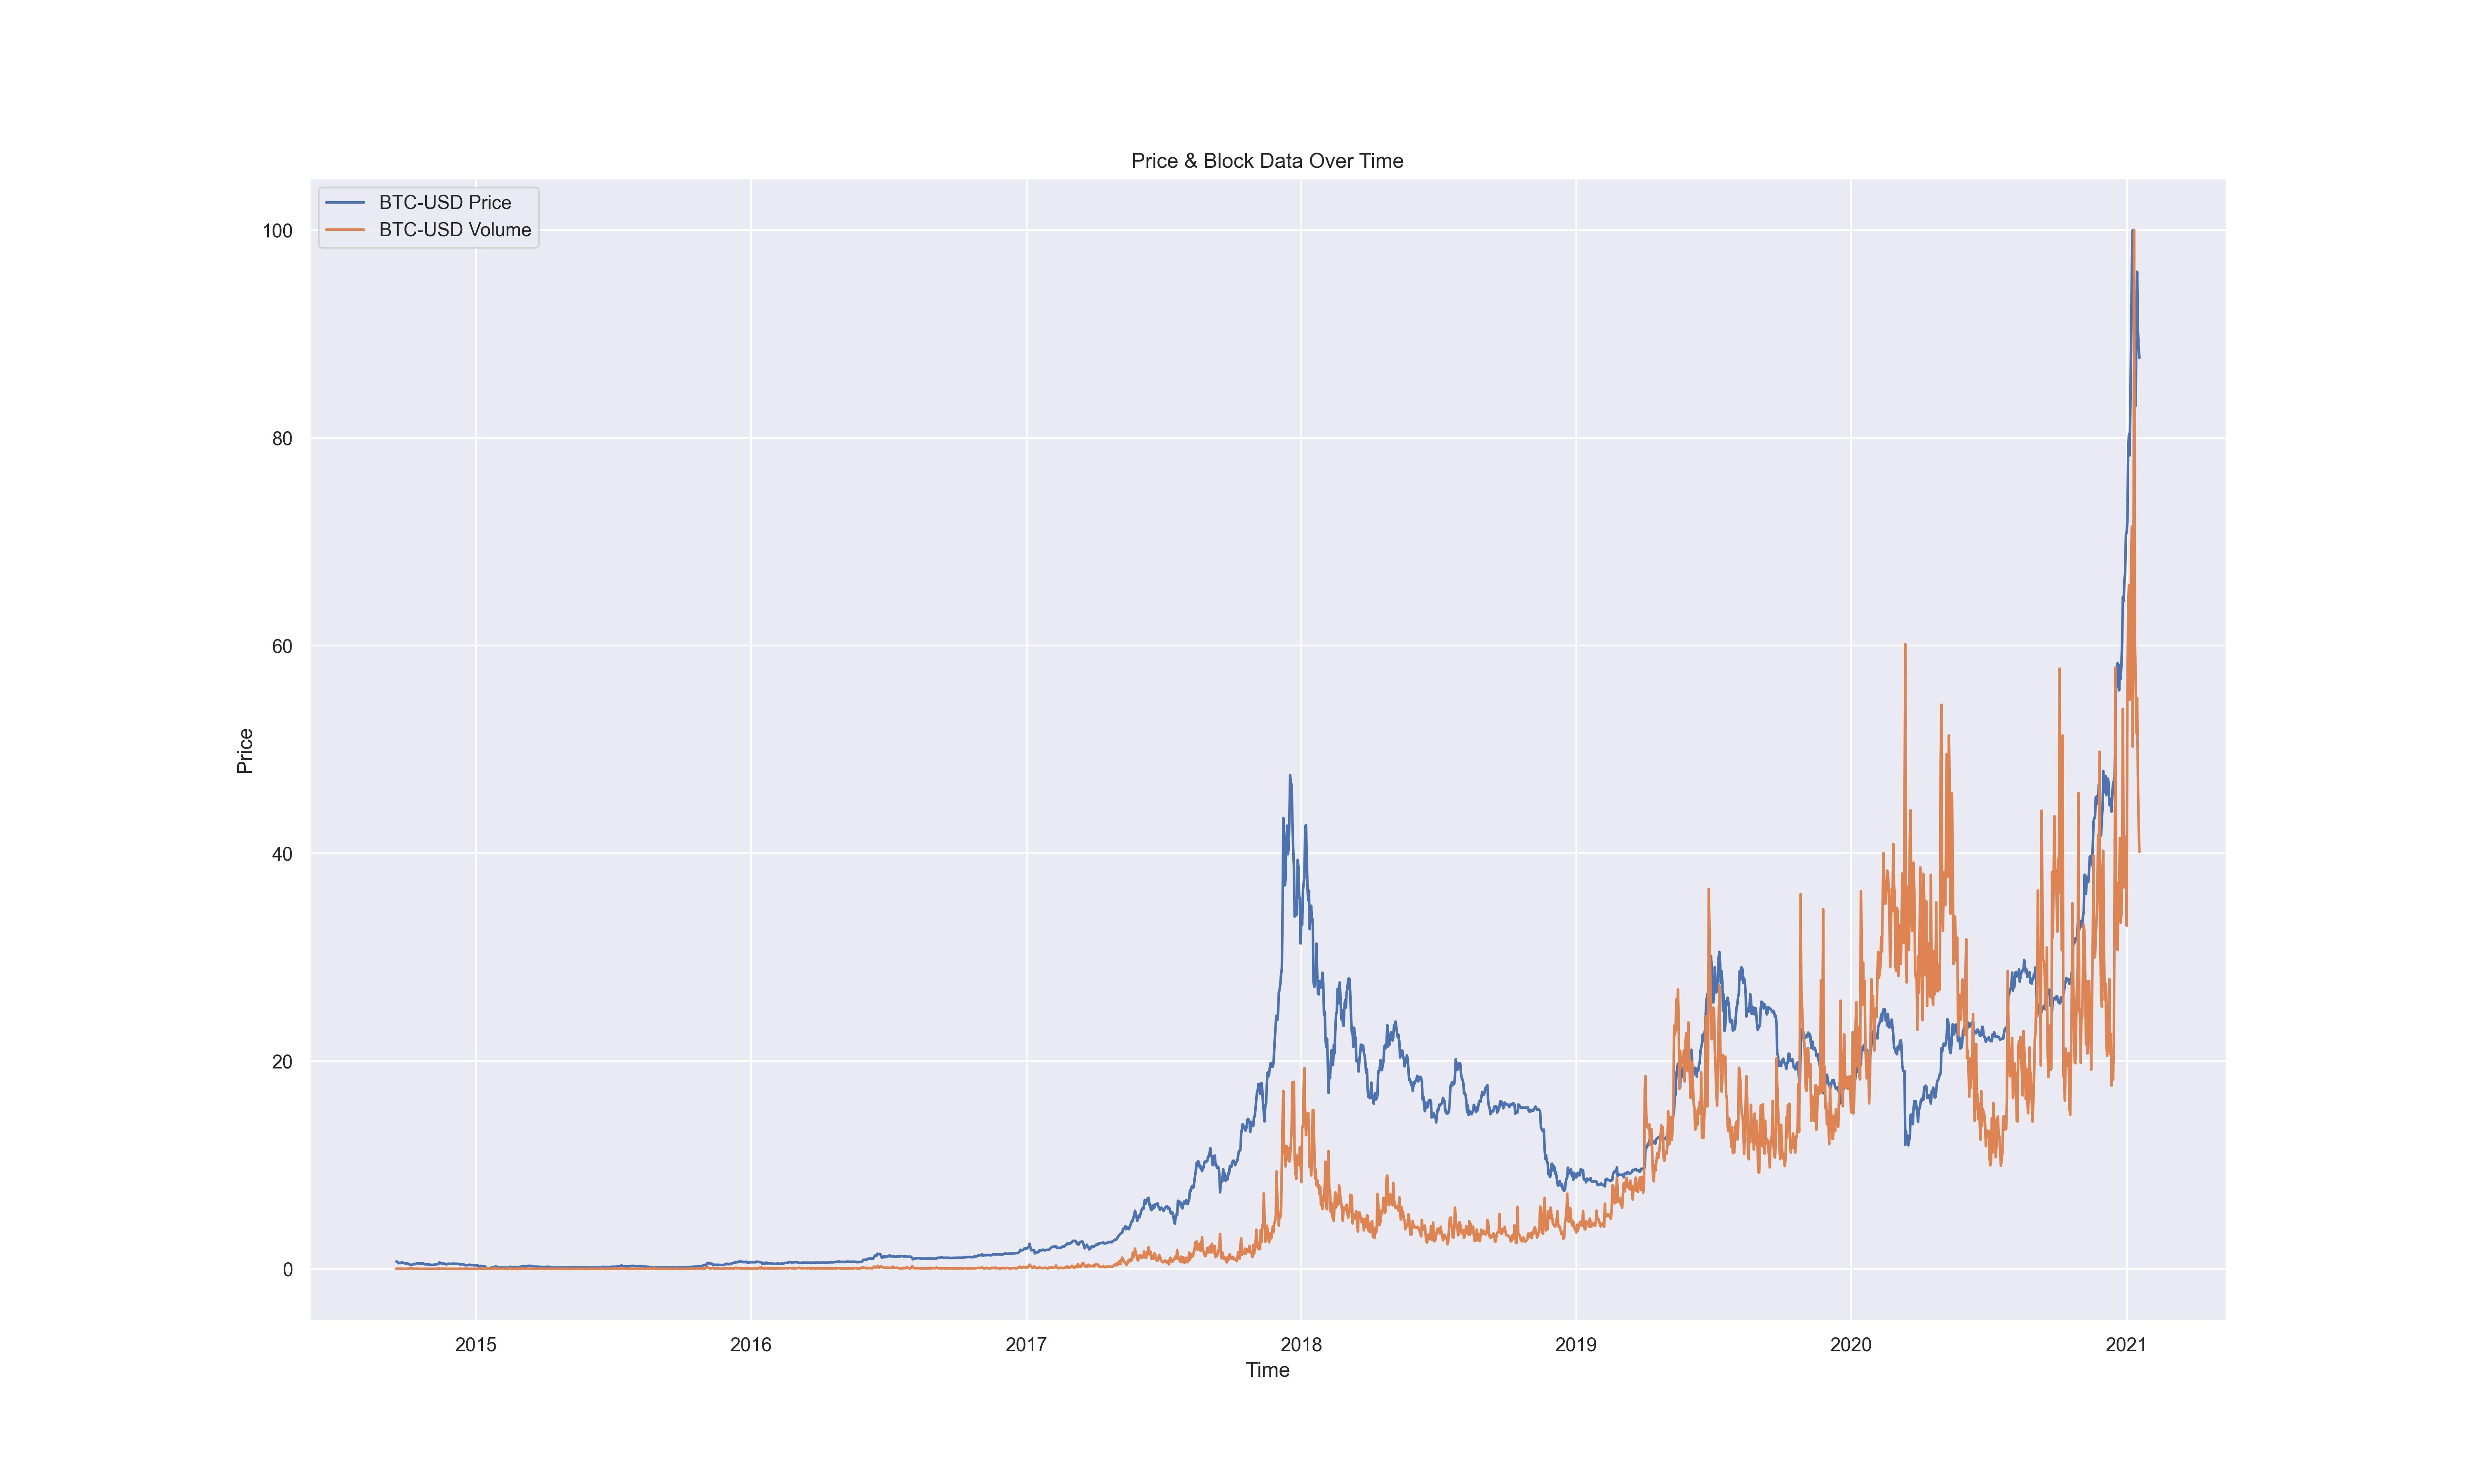 Price & Block Data Over Time
BTC-USD Price
BTC-USD Volume
100
80
60
40
20
0
Price
2015 2016 2017 2018 2019 2020 2021
Time